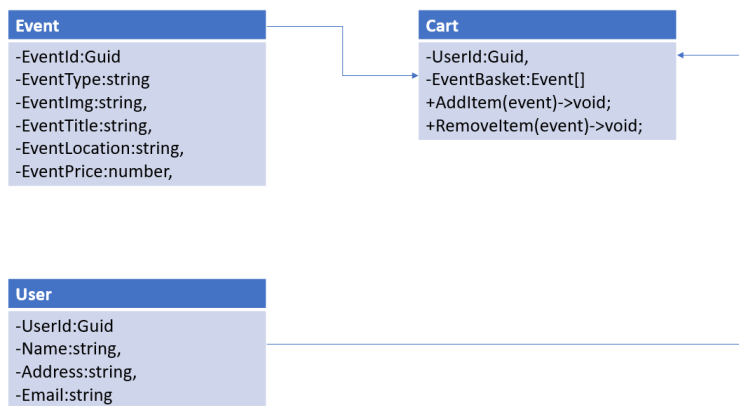 Event
-EventId:Guid
-EventType:string
-EventImg:string,
-EventTitle:string,
-EventLocation:string,
-EventPrice:number,
Cart
-UserId:Guid,
-EventBasket:Event[]
+AddItem(event)->void;
+RemoveItem(event)->void;
User
-UserId:Guid
-Name:string,
-Address:string,
-Email:string